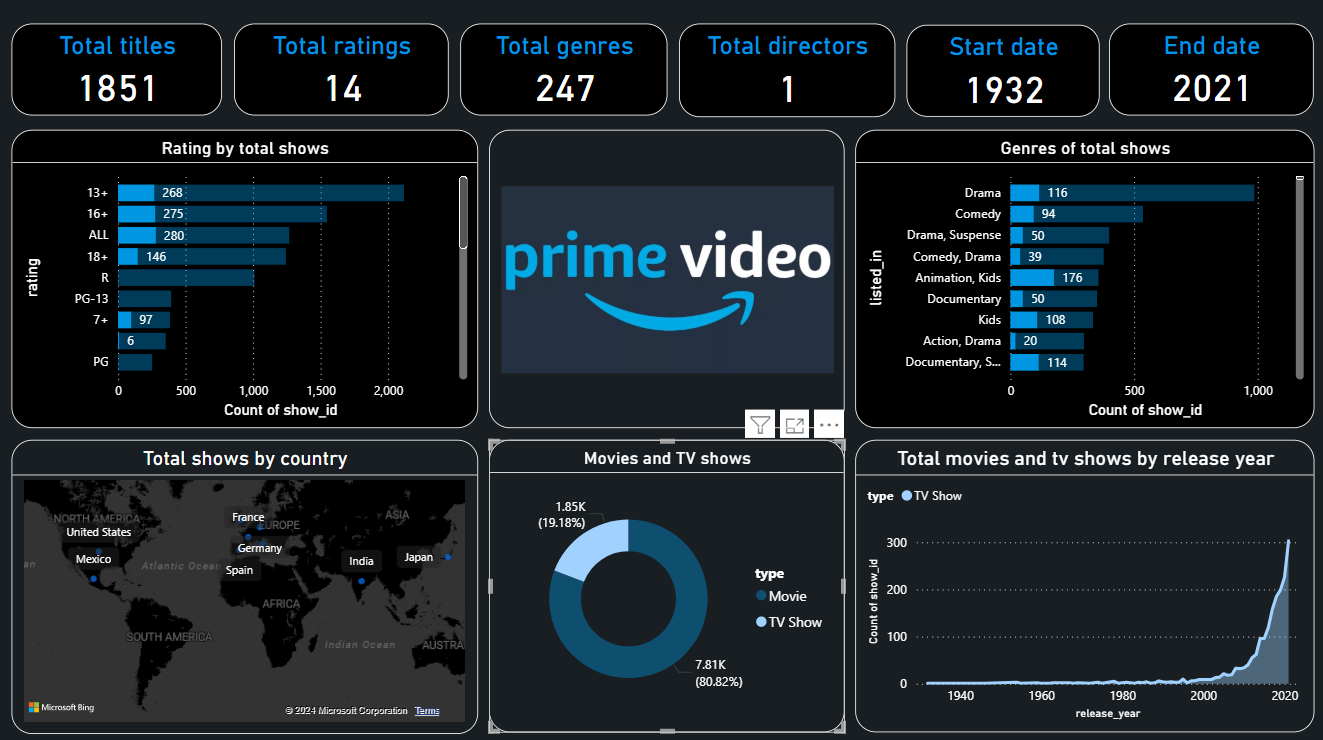 Total titles
1851
Total ratings
14
Total genres
247
Total directors
1
Start date
1932
End date
2021
Rating by total shows
rating
13+ 268
16+ 275
ALL 280
18+ 146
R
PG-13
7+ 97
6
PG
0 500 1,000 1,500 2,000
Count of show_id
prime video
Genres of total shows
listed_in
Drama 116
Comedy 94
Drama, Suspense 50
Comedy, Drama 39
Animation, Kids 176
Documentary 50
Kids 108
Action, Drama 20
Documentary, S... 114
0 500 1,000
Count of show_id
Total shows by country
NORTH AMERICA
United States
Mexico
France
EUROPE
Germany
Spain
ASIA
India
Japan
Atlantic Ocean
AFRICA
SOUTH AMERICA
Indian Ocean
AUSTRA
an
Microsoft Bing
© 2024 Microsoft Corporation Terms
Movies and TV shows
1.85K
(19.18%)
type
Movie
TV Show
7.81K
(80.82%)
Total movies and tv shows by release year
type TV Show
Count of show_id
300
200
100
0
1940 1960 1980 2000 2020
release_year